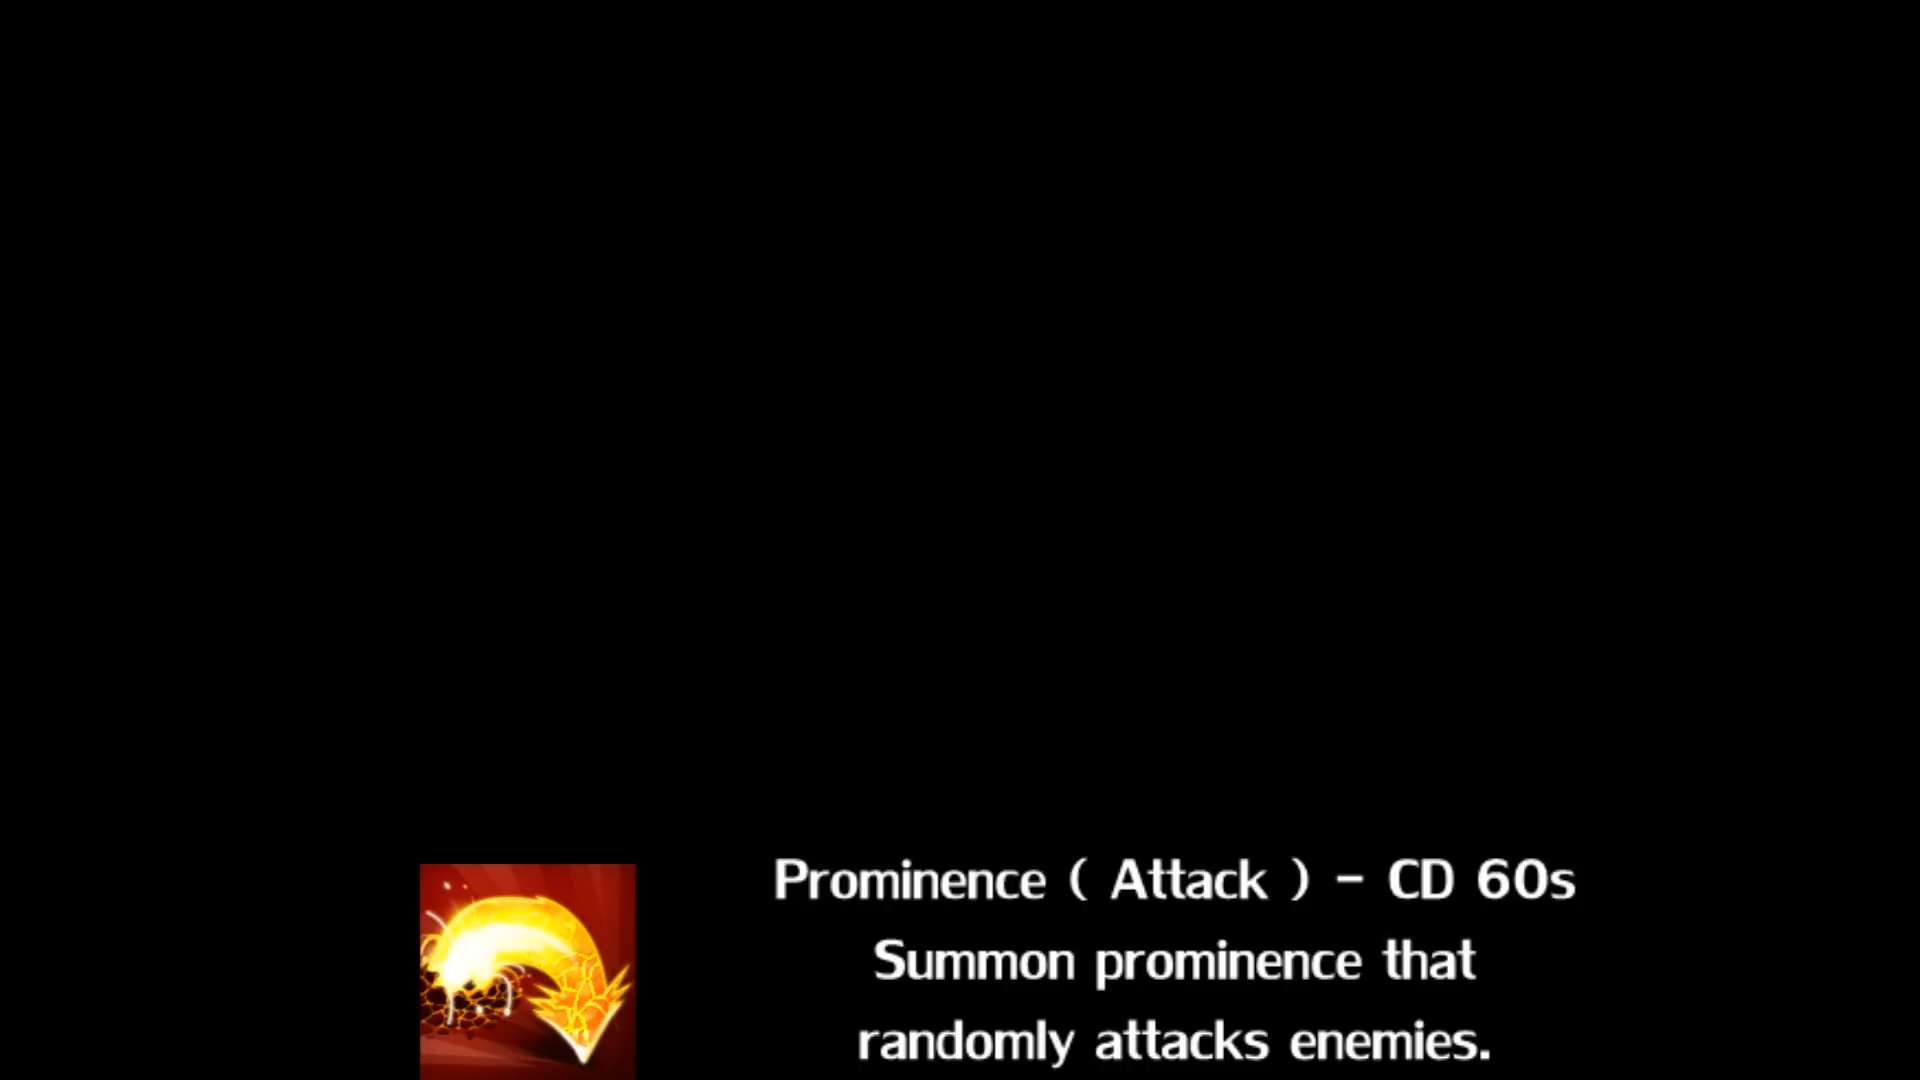 Prominence ( Attack ) - CD 60s
Summon prominence that
randomly attacks enemies.